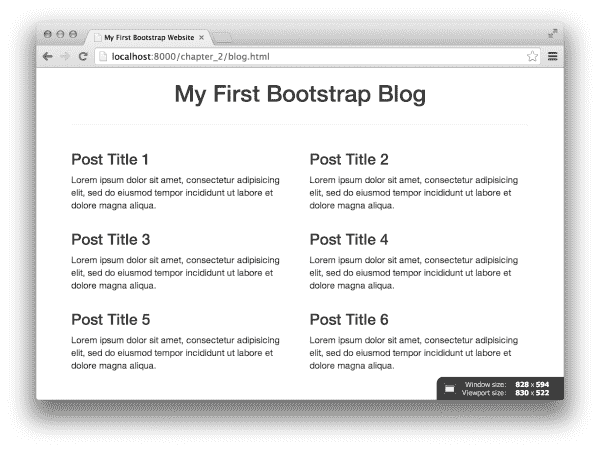 My First Bootstrap Website
localhost:8000/chapter_2/blog.html
My First Bootstrap Blog
Post Title 1
Lorem ipsum dolor sit amet, consectetur adipisicing
elit, sed do eiusmod tempor incididunt ut labore et
dolore magna aliqua.
Post Title 2
Lorem ipsum dolor sit amet, consectetur adipisicing
elit, sed do eiusmod tempor incididunt ut labore et
dolore magna aliqua.
Post Title 3
Lorem ipsum dolor sit amet, consectetur adipisicing
elit, sed do eiusmod tempor incididunt ut labore et
dolore magna aliqua.
Post Title 4
Lorem ipsum dolor sit amet, consectetur adipisicing
elit, sed do eiusmod tempor incididunt ut labore et
dolore magna aliqua.
Post Title 5
Lorem ipsum dolor sit amet, consectetur adipisicing
elit, sed do eiusmod tempor incididunt ut labore et
dolore magna aliqua.
Post Title 6
Lorem ipsum dolor sit amet, consectetur adipisicing
elit, sed do eiusmod tempor incididunt ut labore et
dolore magna aliqua.
Window size: 828 x 594
Viewport size: 830 x 522